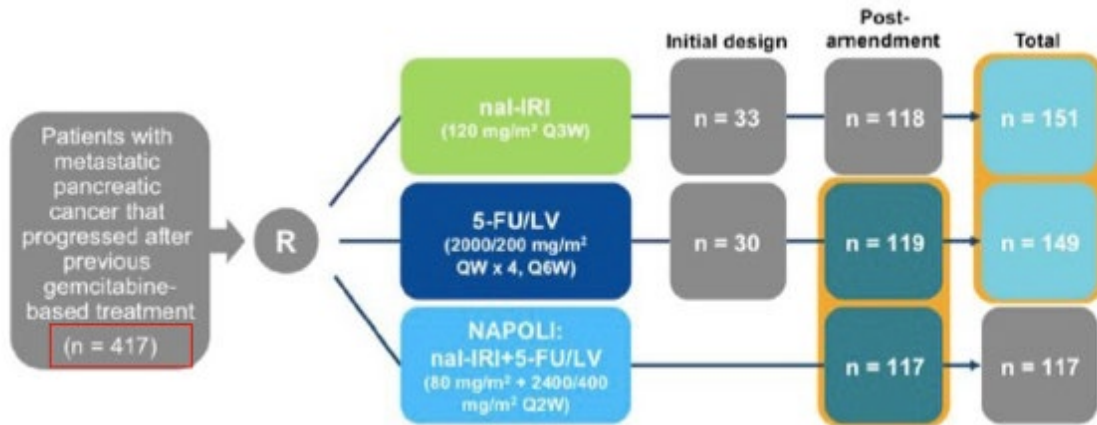 Initial design
Post-
amendment
Total
Patients with
metastatic
pancreatic
cancer that
progressed after
previous
gemcitabine-
based treatment
(n = 417)
R
nal-IRI
(120 mg/m² Q3W)
n = 33
n = 118
n = 151
5-FU/LV
(2000/200 mg/m²
QW x 4, Q6W)
n = 30
n = 119
n = 149
NAPOLI:
nal-IRI+5-FU/LV
(80 mg/m² + 2400/400
mg/m² Q2W)
n = 117
n = 117